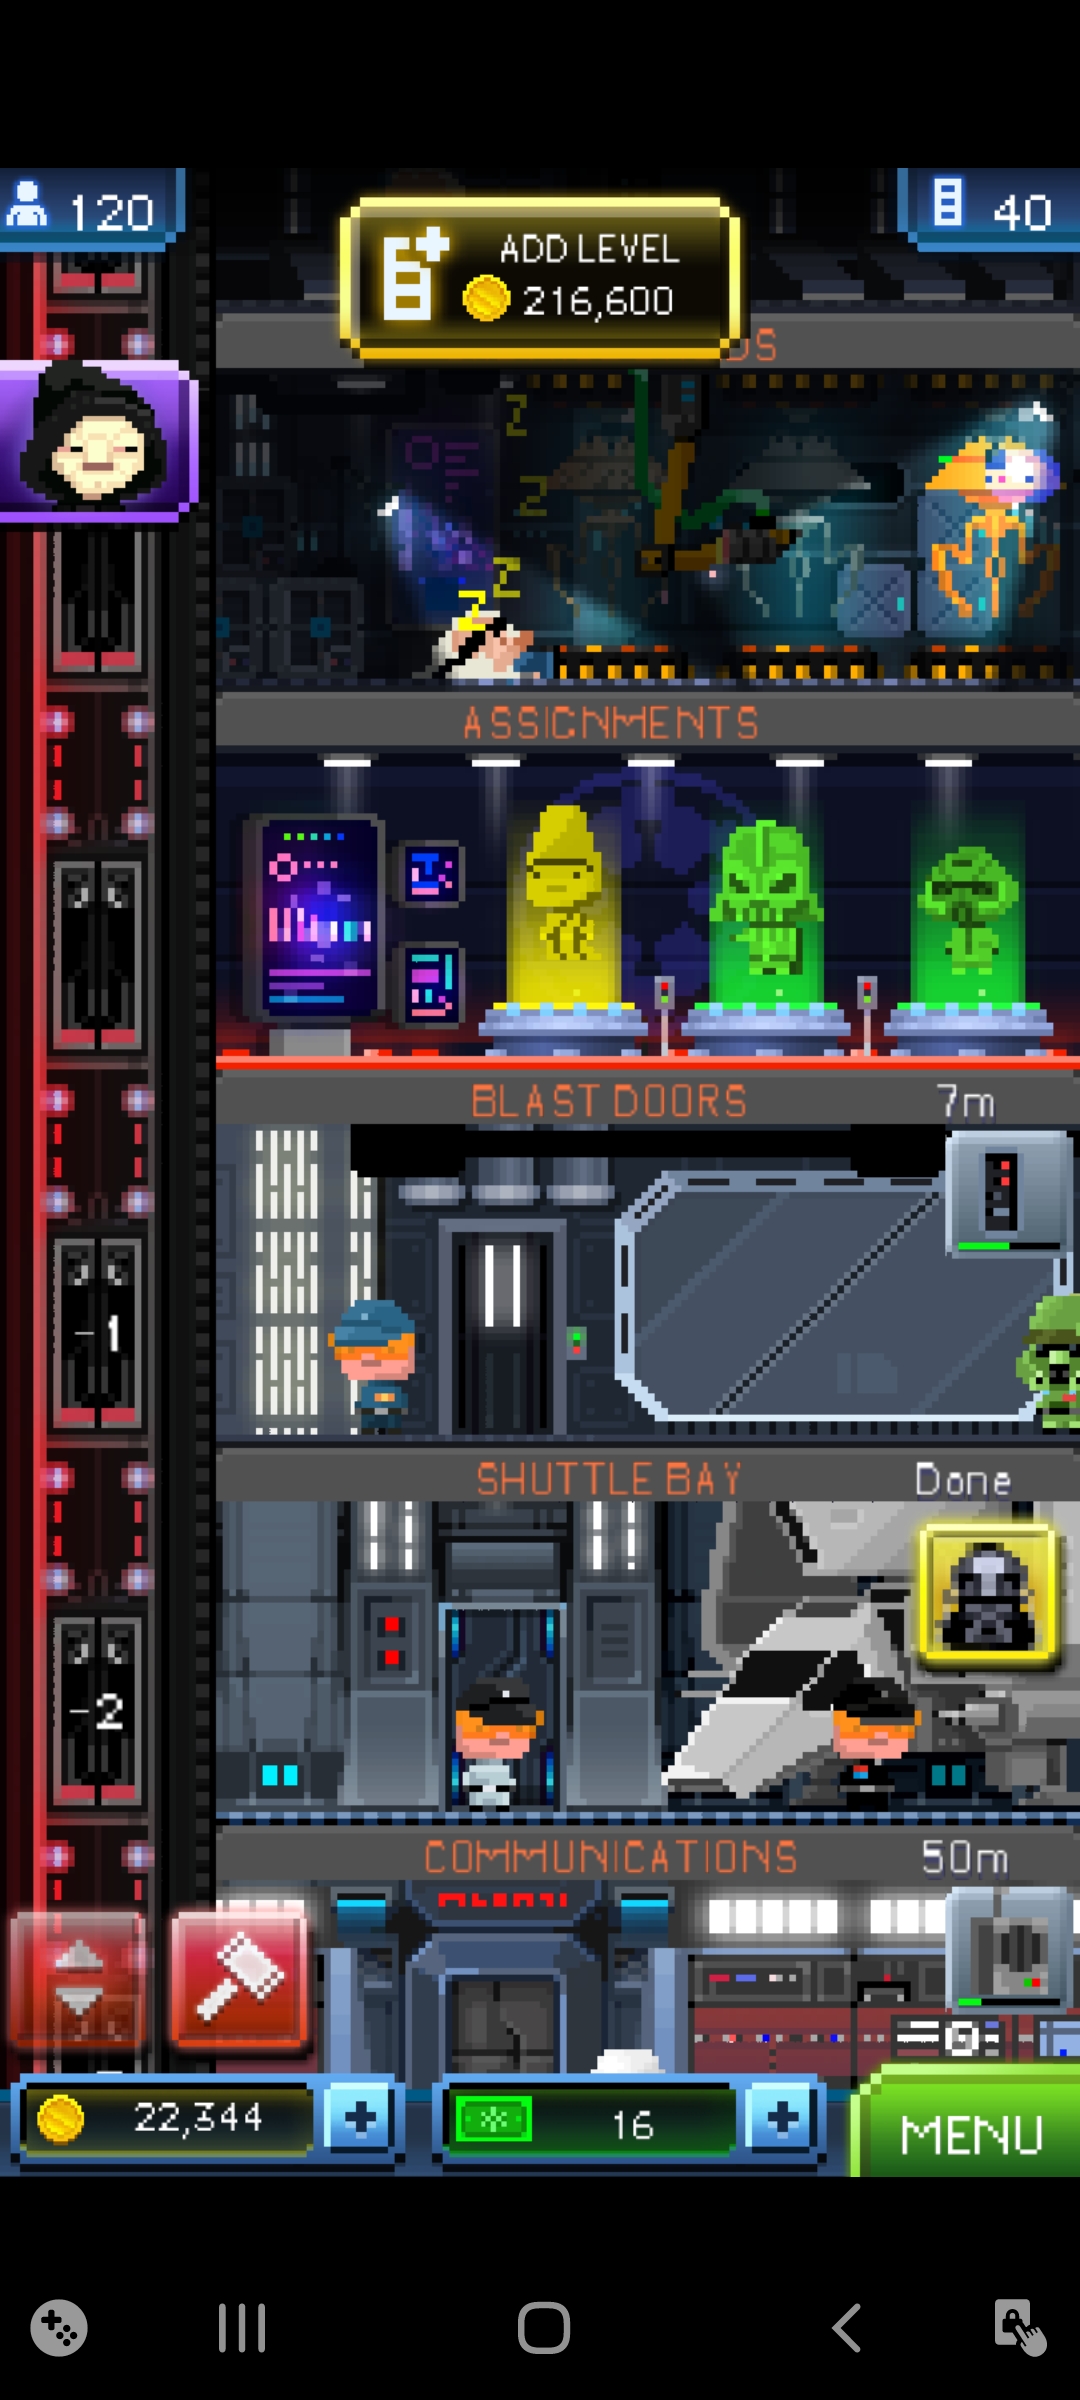 120
ADD LEVEL
216,600
40
DS
Z
Z
Z
Z
ASSIGNMENTS
BLAST DOORS 7m
-1
SHUTTLE BAY Done
-2
COMMUNICATIONS 50m
22,344
16
MENU